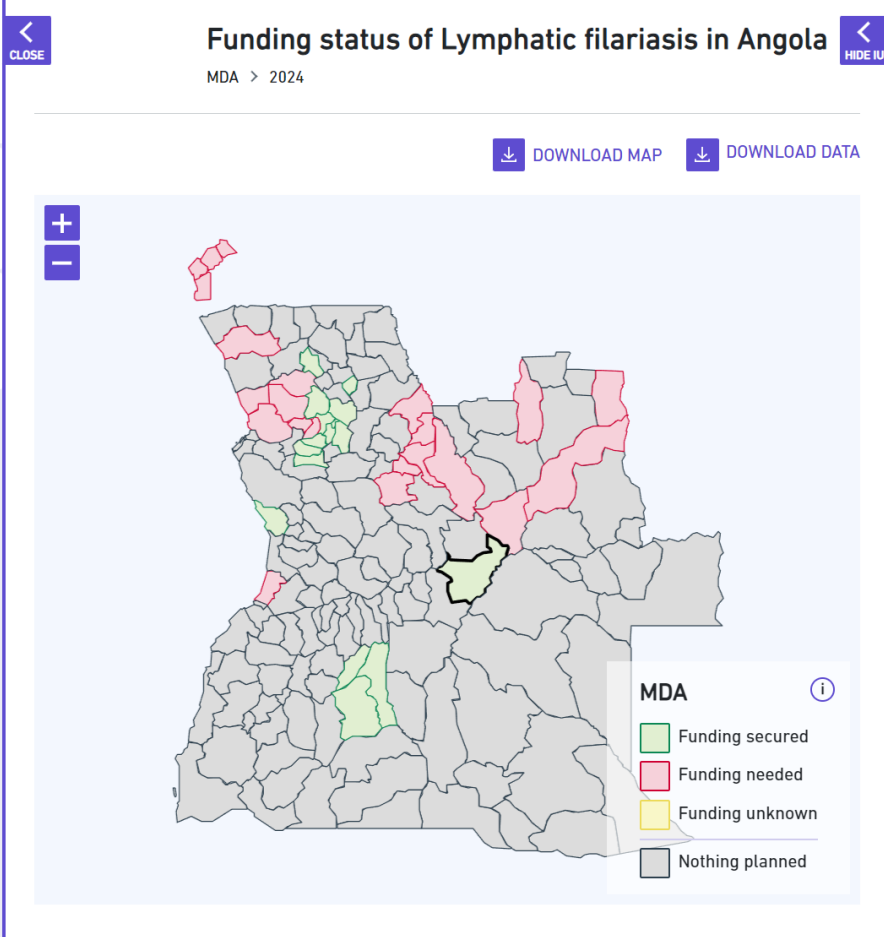 CLOSE
Funding status of Lymphatic filariasis in Angola
HIDE IU
MDA > 2024
DOWNLOAD MAP
DOWNLOAD DATA
+
−
MDA
i
Funding secured
Funding needed
Funding unknown
Nothing planned